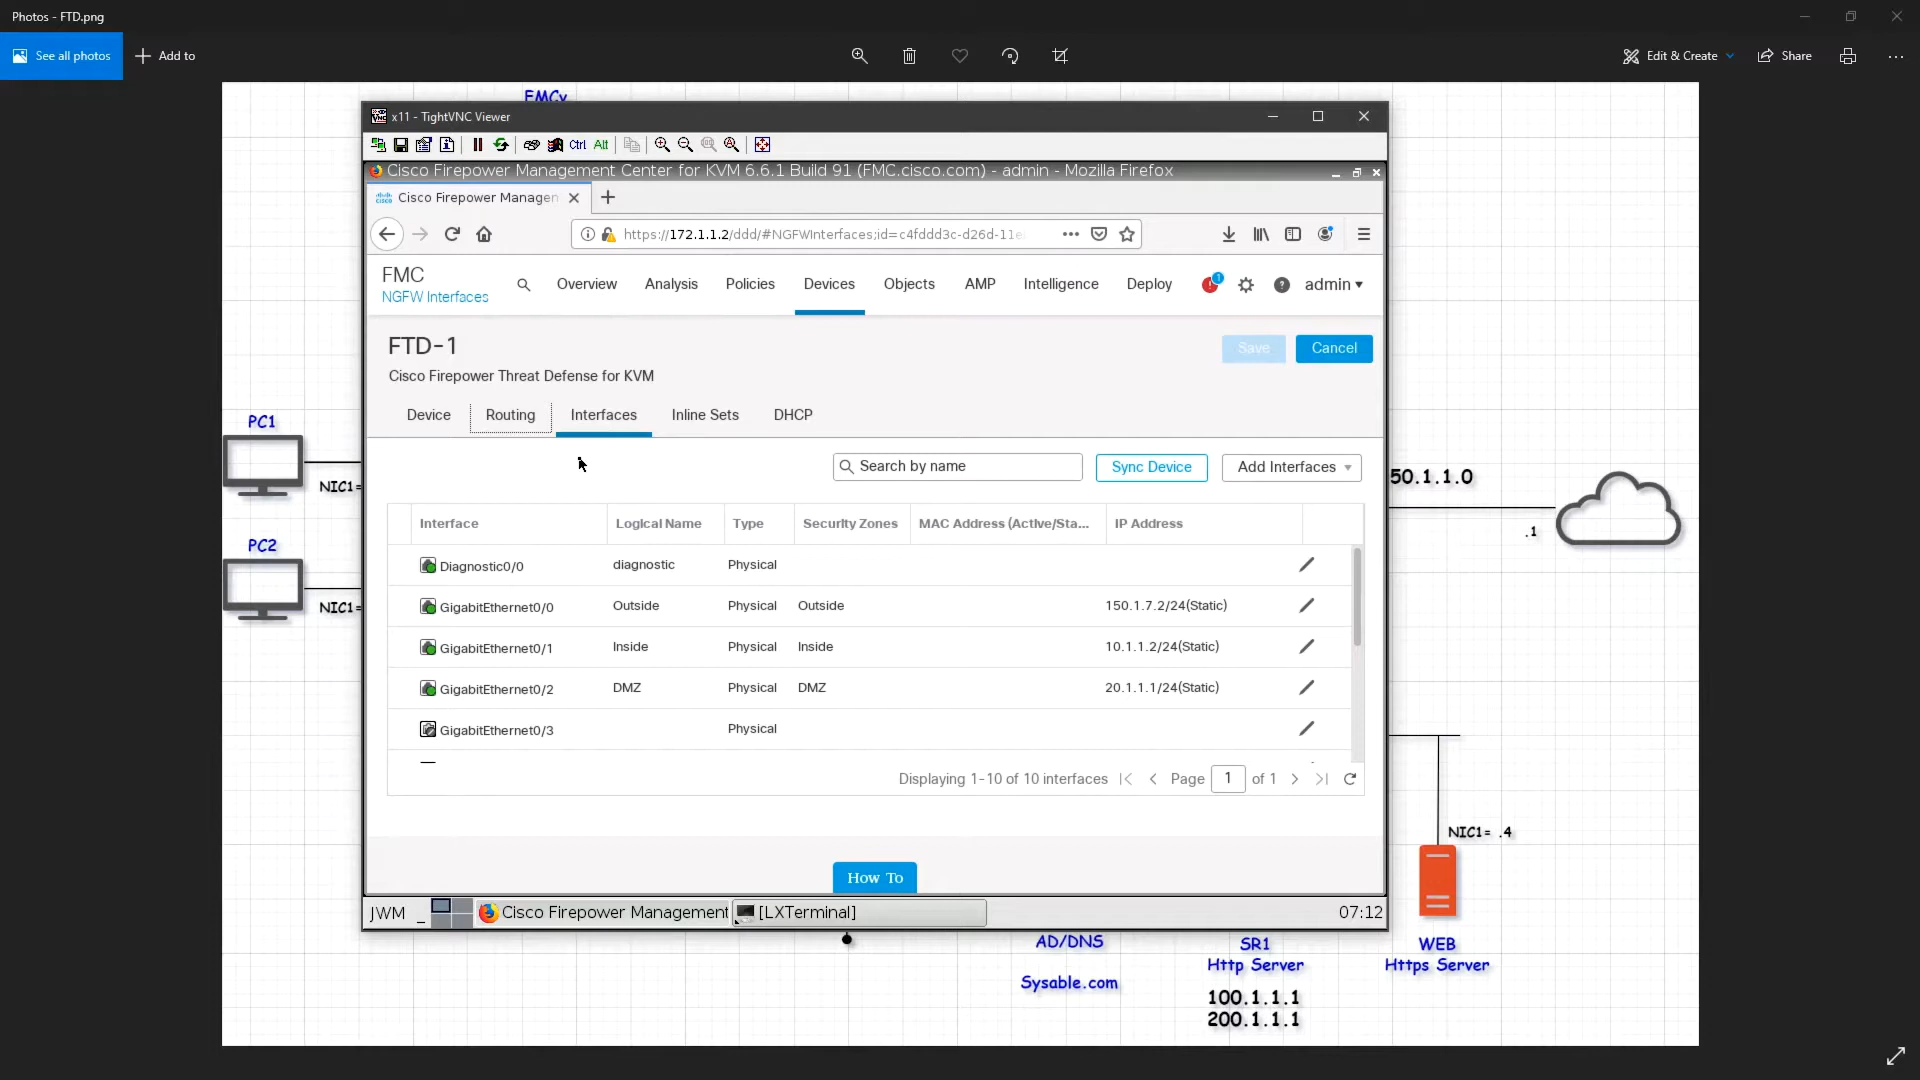 Photos - FTD.png
See all photos
Add to
Edit & Create
Share
FMCv
x11 - TightVNC Viewer
Ctrl Alt
Cisco Firepower Management Center for KVM 6.6.1 Build 91 (FMC.cisco.com) - admin - Mozilla Firefox
Cisco Firepower Managen
https://172.1.1.2/ddd/#NGFWInterfaces;id=c4fddd3c-d26d-11e
FMC
NGFW Interfaces
Overview
Analysis
Policies
Devices
Objects
AMP
Intelligence
Deploy
1
admin
FTD-1
Save
Cancel
Cisco Firepower Threat Defense for KVM
Device
Routing
Interfaces
Inline Sets
DHCP
Search by name
Sync Device
Add Interfaces
Interface Logical Name Type Security Zones MAC Address (Active/Sta... IP Address
Diagnostic0/0 diagnostic Physical
GigabitEthernet0/0 Outside Physical Outside 150.1.7.2/24(Static)
GigabitEthernet0/1 Inside Physical Inside 10.1.1.2/24(Static)
GigabitEthernet0/2 DMZ Physical DMZ 20.1.1.1/24(Static)
GigabitEthernet0/3 Physical
Displaying 1-10 of 10 interfaces
Page 1 of 1
How To
JWM
Cisco Firepower Management
[LXTerminal]
07:12
PC1
NIC1=
PC2
NIC1=
50.1.1.0
.1
NIC1= .4
AD/DNS
Sysable.com
SR1
Http Server
100.1.1.1
200.1.1.1
WEB
Https Server